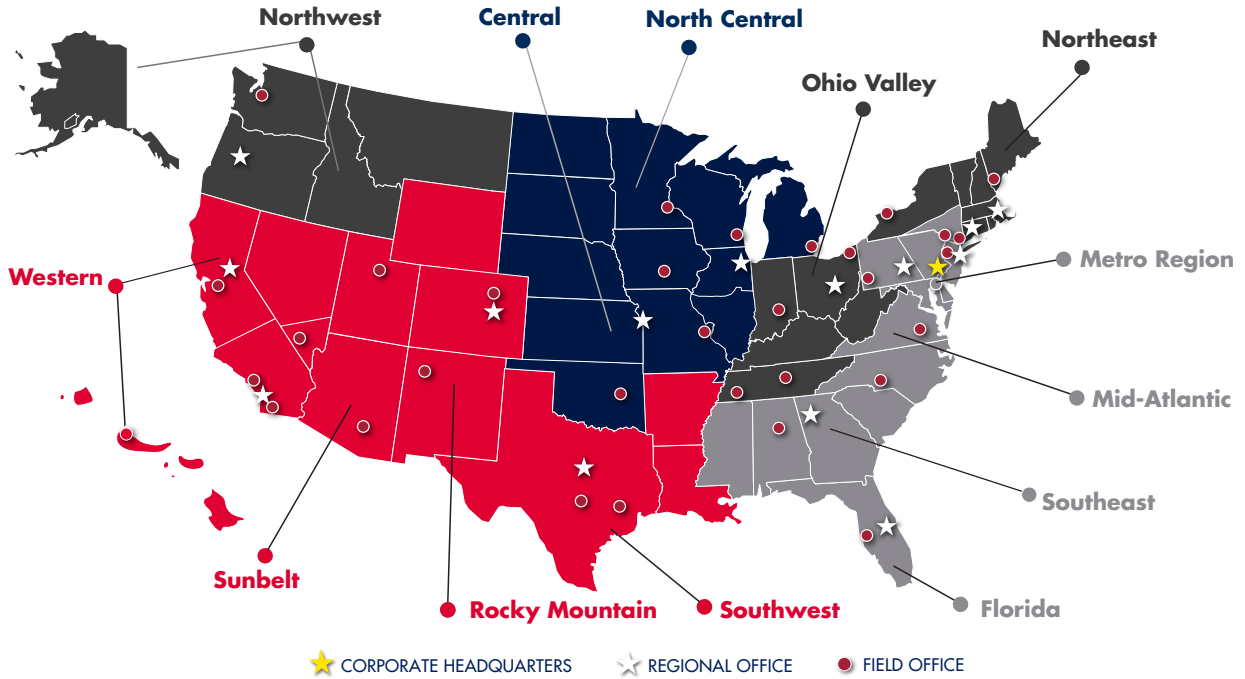 Northwest
Central
North Central
Northeast
Ohio Valley
Western
Metro Region
Mid-Atlantic
Southeast
Sunbelt
Rocky Mountain
Southwest
Florida
CORPORATE HEADQUARTERS
REGIONAL OFFICE
FIELD OFFICE